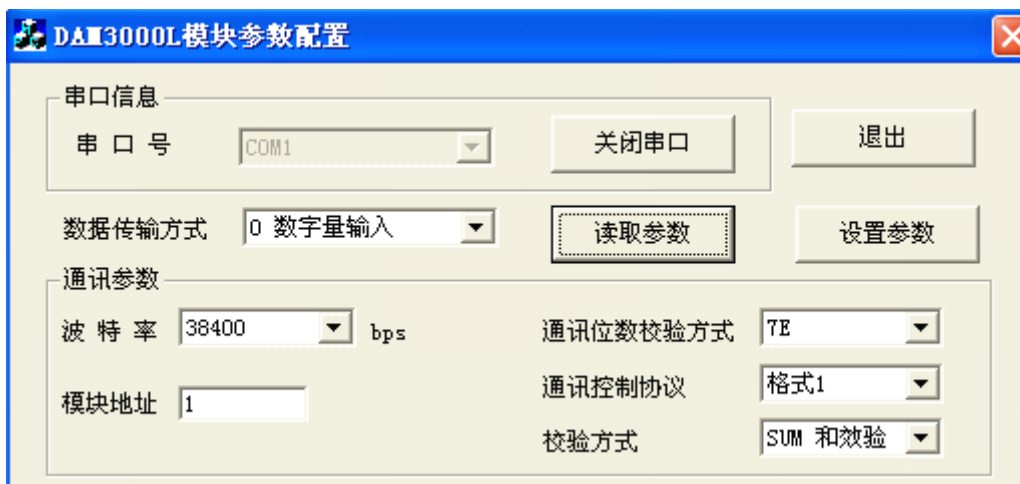 DAM3000L模块参数配置
串口信息
串 口 号 COM1 关闭串口 退出
数据传输方式 0 数字量输入 读取参数 设置参数
通讯参数
波 特 率 38400 bps 通讯位数校验方式 7E
模块地址 1 通讯控制协议 格式1
校验方式 SUM 和效验